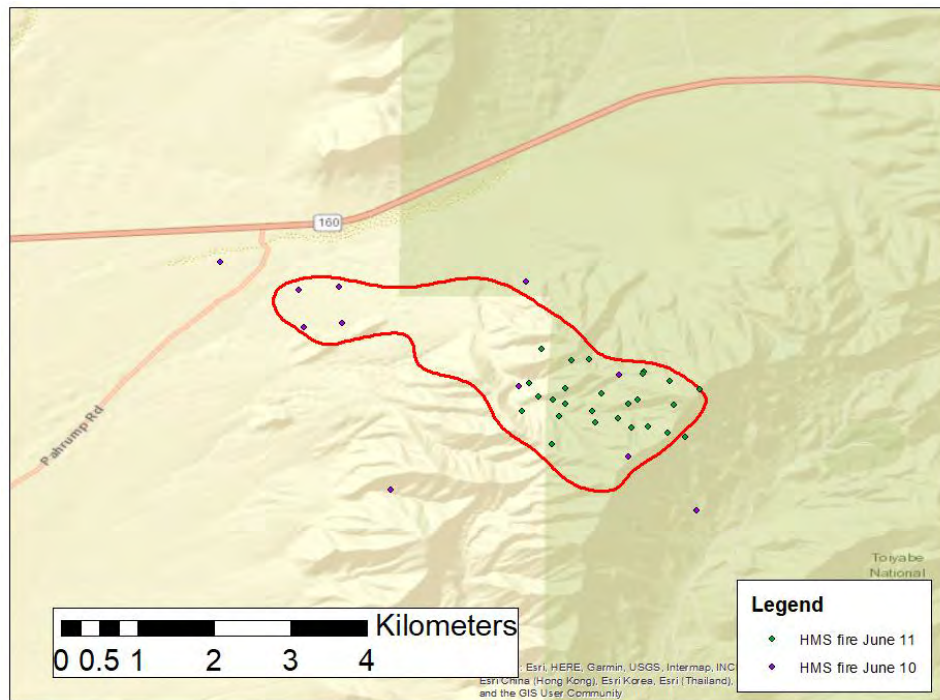 160
Pahrump Rd
Toiyabe
National
Kilometers
0 0.5 1 2 3 4
Legend
HMS fire June 11
HMS fire June 10
: Esri, HERE, Garmin, USGS, Intermap, INC
Esri China (Hong Kong), Esri Korea, Esri (Thailand),
and the GIS User Community